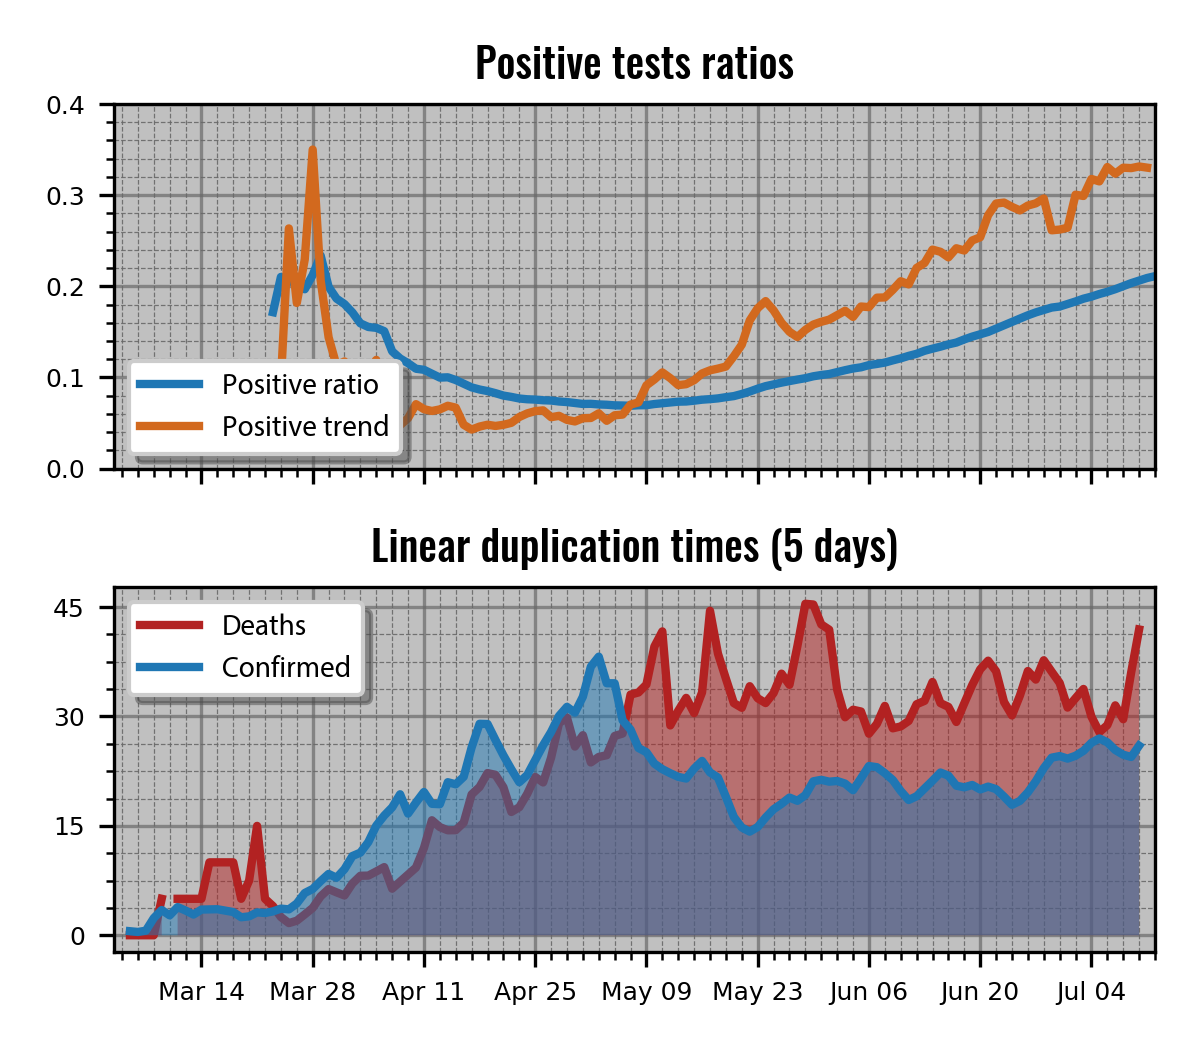 Positive tests ratios
0.4
0.3
0.2
0.1
0.0
Positive ratio
Positive trend
Linear duplication times (5 days)
45
30
15
0
Deaths
Confirmed
Mar 14 Mar 28 Apr 11 Apr 25 May 09 May 23 Jun 06 Jun 20 Jul 04